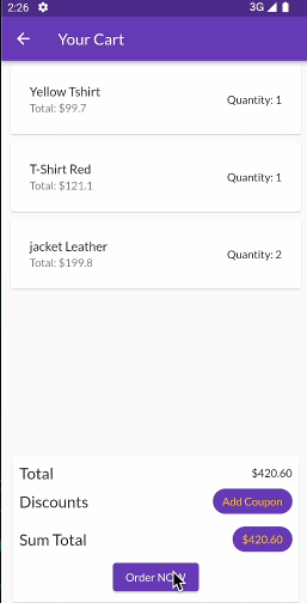 2:26 3G
Your Cart
Yellow Tshirt
Total: $99.7
Quantity: 1
T-Shirt Red
Total: $121.1
Quantity: 1
jacket Leather
Total: $199.8
Quantity: 2
Total $420.60
Discounts Add Coupon
Sum Total $420.60
Order NOW